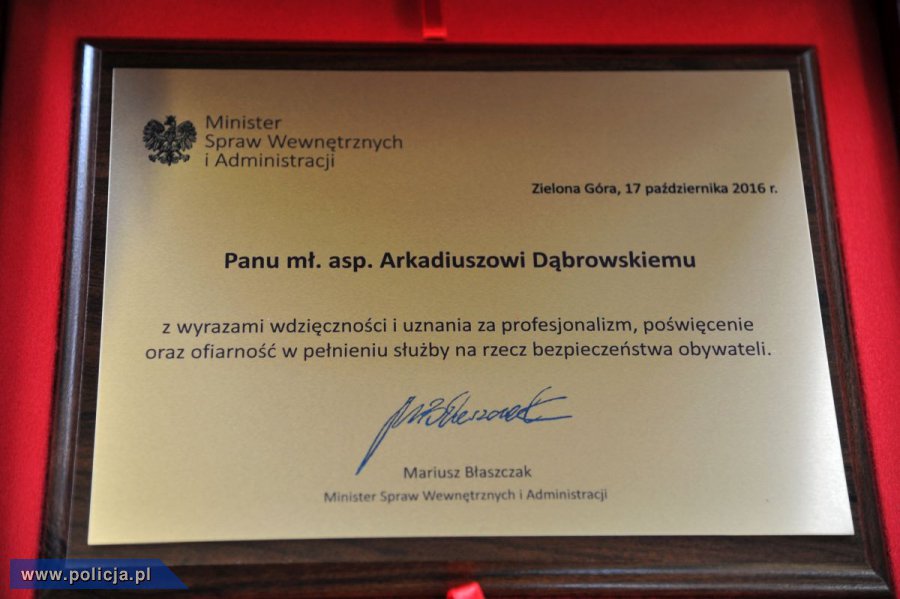 Minister
Spraw Wewnętrznych
i Administracji
Zielona Góra, 17 października 2016 r.
Panu mł. asp. Arkadiuszowi Dąbrowskiemu
z wyrazami wdzięczności i uznania za profesjonalizm, poświęcenie
oraz ofiarność w pełnieniu służby na rzecz bezpieczeństwa obywateli.
Mariusz Błaszczak
Minister Spraw Wewnętrznych i Administracji
www.policja.pl